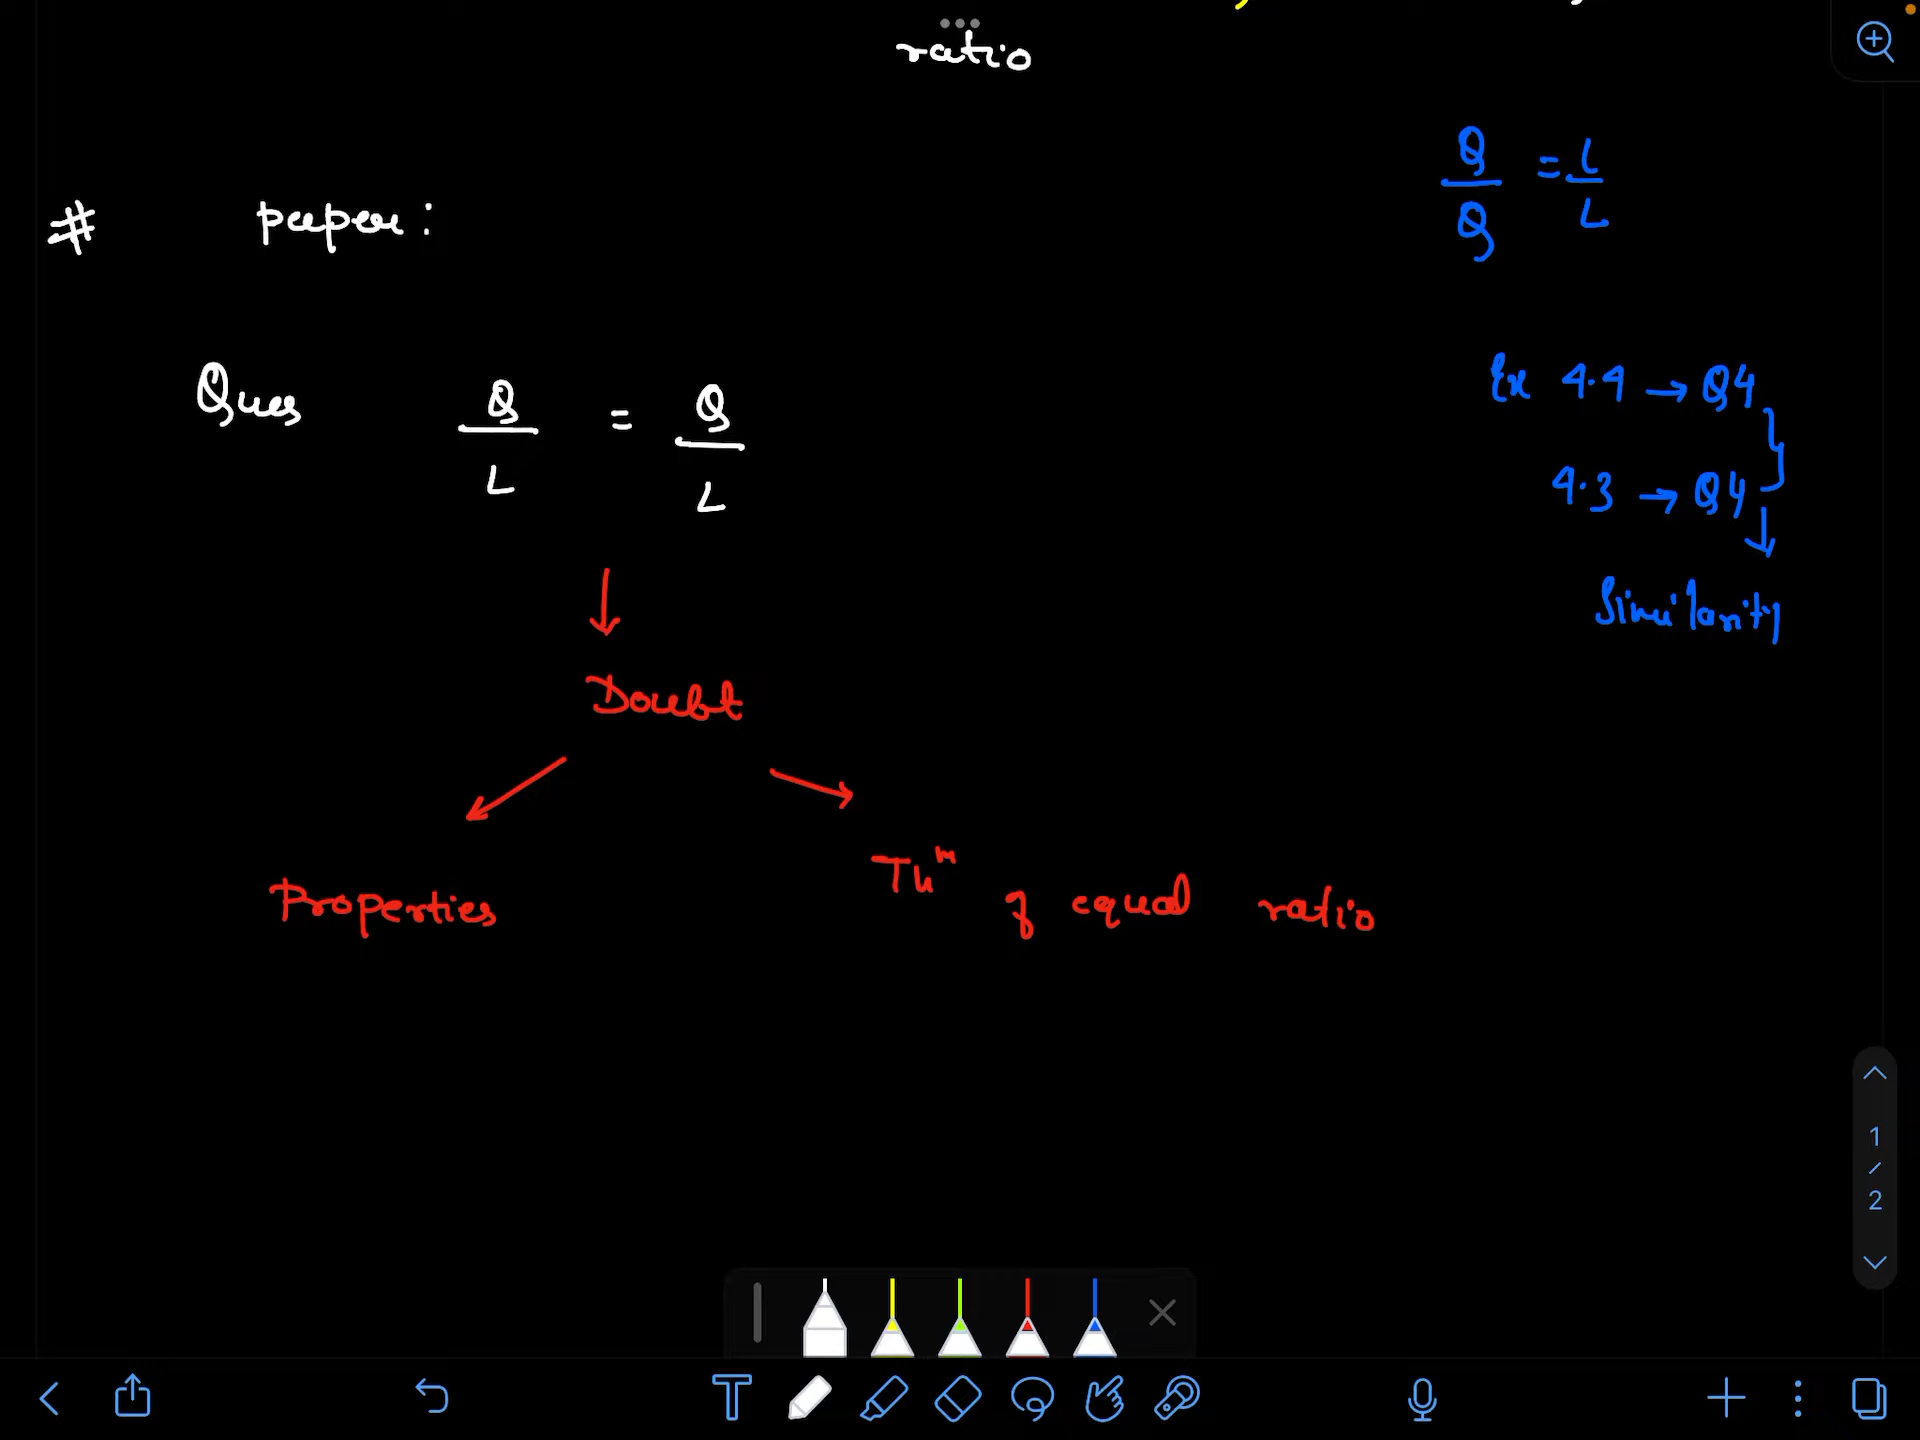 ratio
# paper:
Q/Q = L/L
Ques Q/L = Q/L
Ex 4.4 → Q4
4.3 → Q4
Similarity
Doubt
Properties
Thm of equal ratio
1
/
2
T